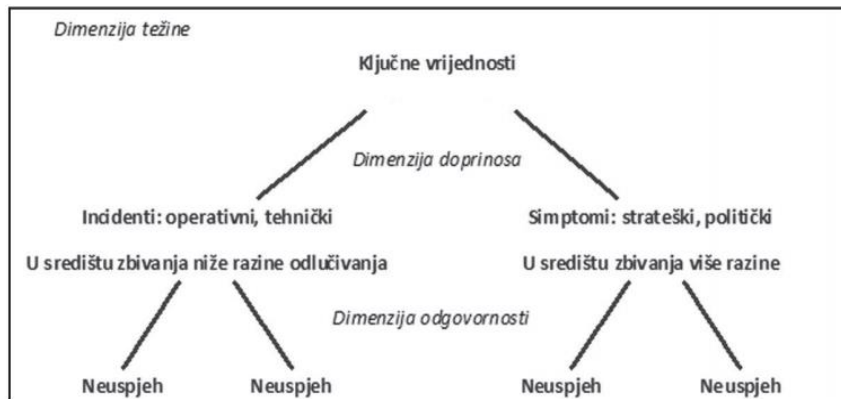 Dimenzija težine
Ključne vrijednosti
Dimenzija doprinosa
Incidenti: operativni, tehnički
Simptomi: strateški, politički
U središtu zbivanja niže razine odlučivanja
U središtu zbivanja više razine
Dimenzija odgovornosti
Neuspjeh
Neuspjeh
Neuspjeh
Neuspjeh